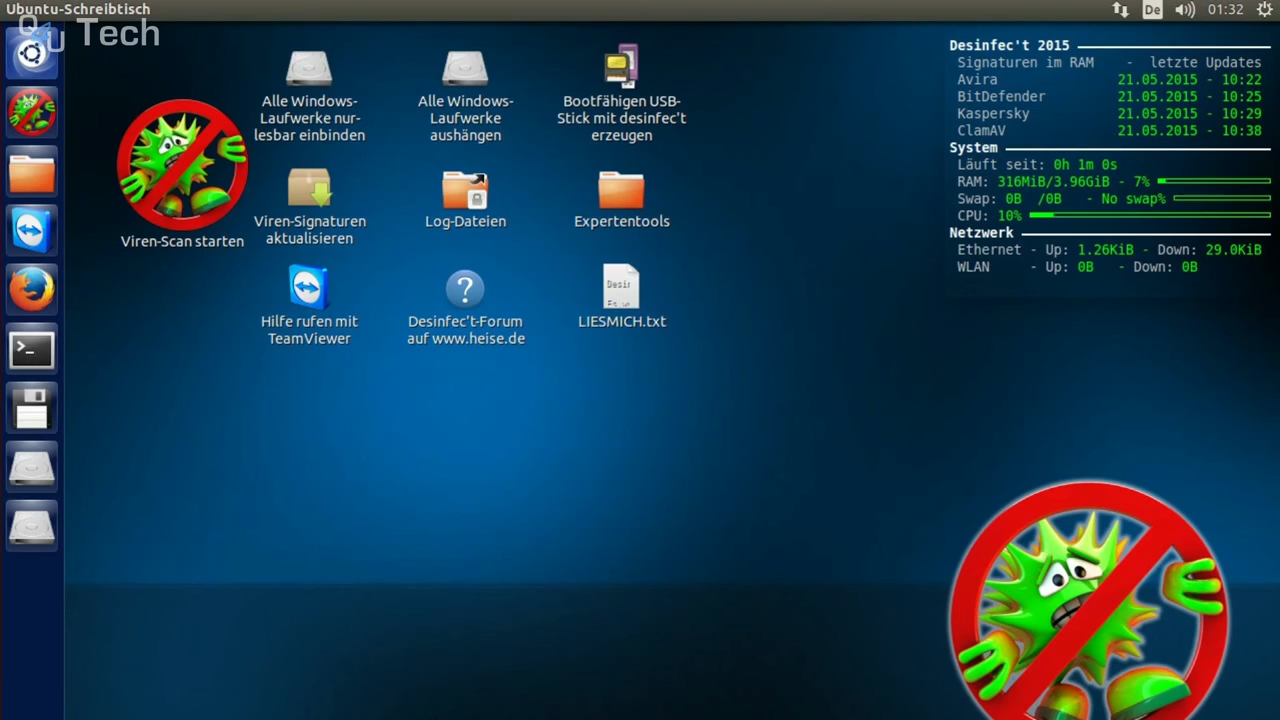 Ubuntu-Schreibtisch
De
01:32
QU Tech
Alle Windows-
Laufwerke nur-
lesbar einbinden
Alle Windows-
Laufwerke
aushängen
Bootfähigen USB-
Stick mit desinfec't
erzeugen
Viren-Scan starten
Viren-Signaturen
aktualisieren
Log-Dateien
Expertentools
Hilfe rufen mit
TeamViewer
?
Desinfec't-Forum
auf www.heise.de
Desir
LIESMICH.txt
>_
Desinfec't 2015
Signaturen im RAM - letzte Updates
Avira 21.05.2015 - 10:22
BitDefender 21.05.2015 - 10:25
Kaspersky 21.05.2015 - 10:29
ClamAV 21.05.2015 - 10:38
System
Läuft seit: 0h 1m 0s
RAM: 316MiB/3.96GiB - 7%
Swap: 0B /0B - No swap%
CPU: 10%
Netzwerk
Ethernet - Up: 1.26KiB - Down: 29.0KiB
WLAN - Up: 0B - Down: 0B